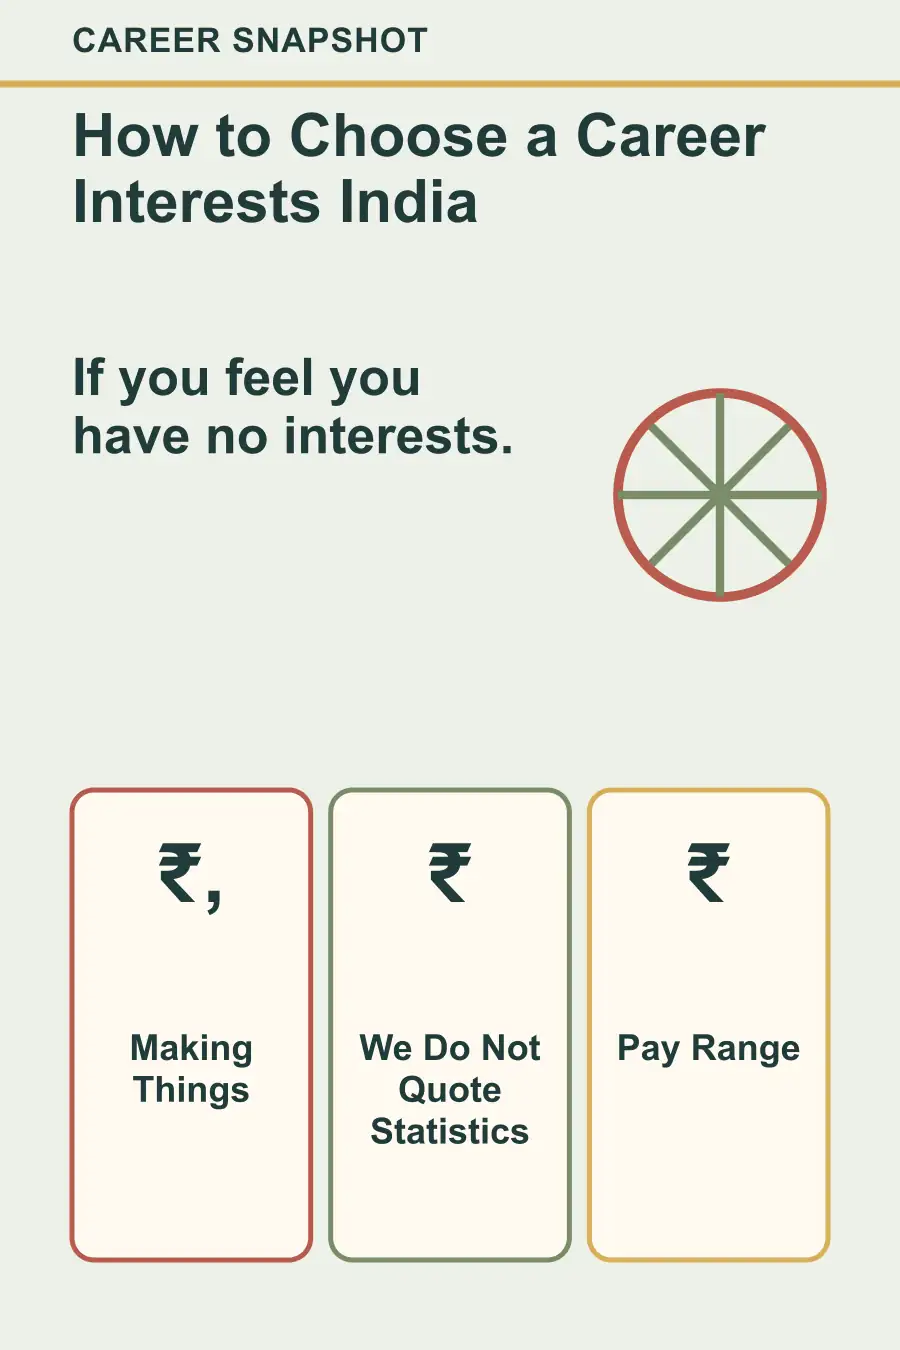 CAREER SNAPSHOT
How to Choose a Career
Interests India
If you feel you
have no interests.
₹,
Making
Things
₹
We Do Not
Quote
Statistics
₹
Pay Range